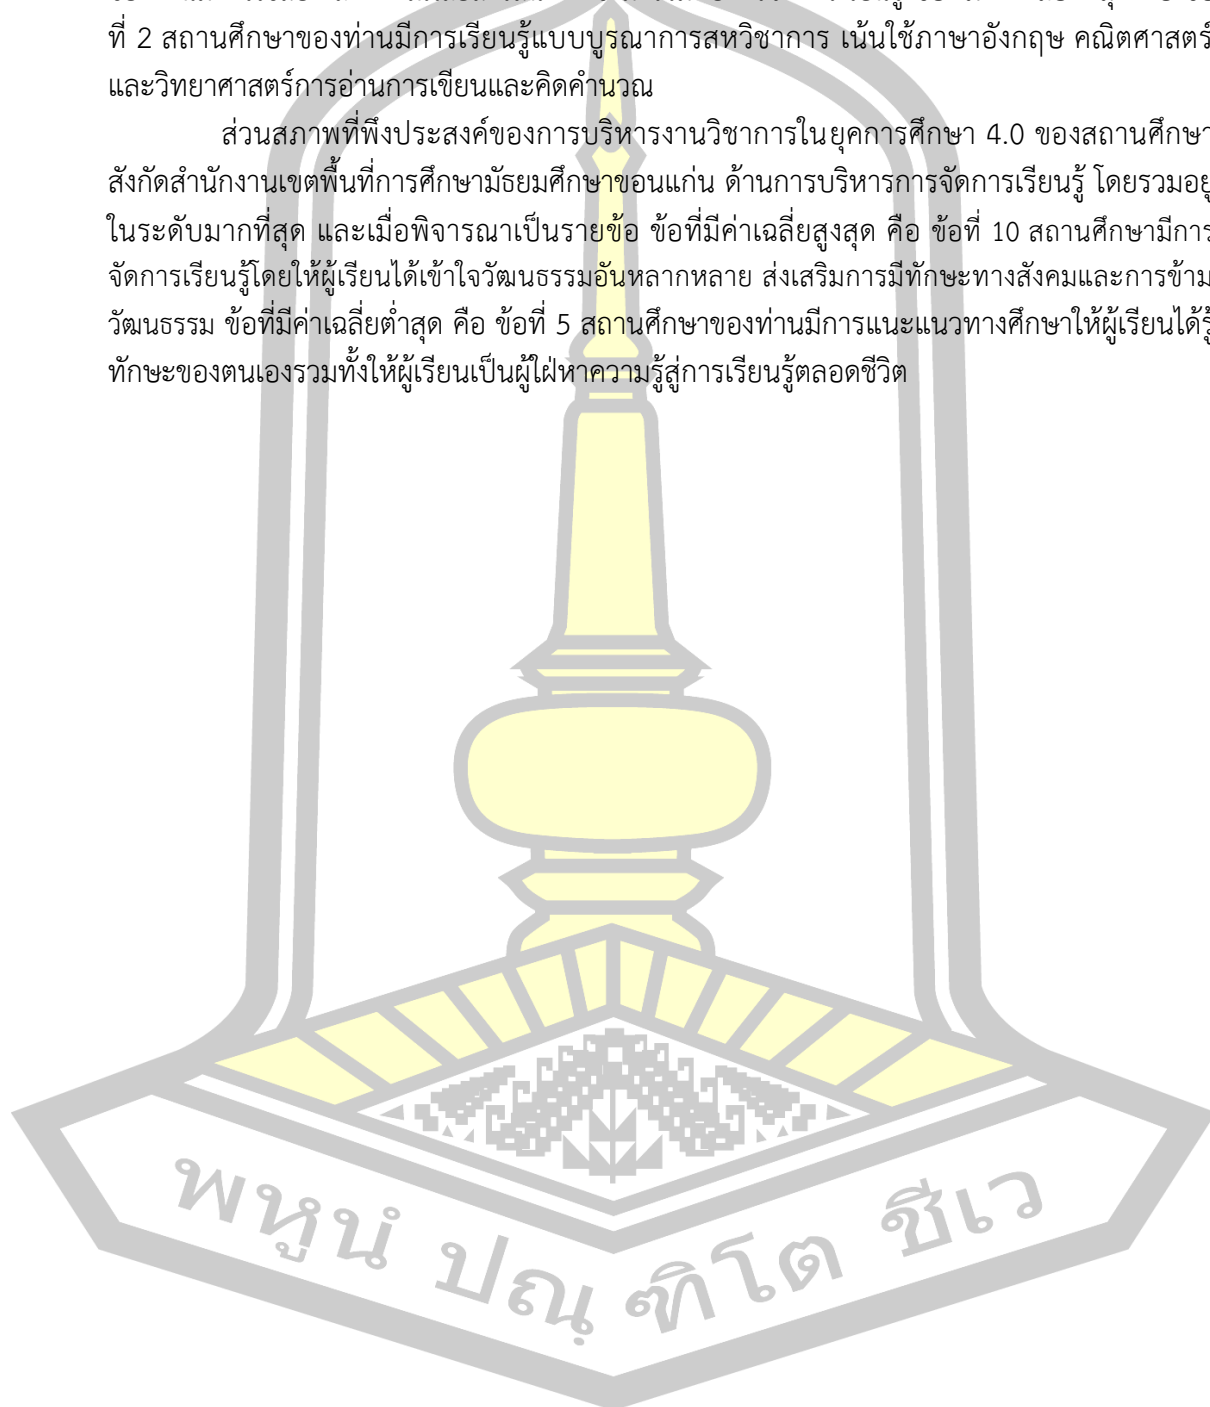 ที่ 2 สถานศึกษาของท่านมีการเรียนรู้แบบบูรณาการสหวิชาการ เน้นใช้ภาษาอังกฤษ คณิตศาสตร์
และวิทยาศาสตร์การอ่านการเขียนและคิดคำนวณ
ส่วนสภาพที่พึงประสงค์ของการบริหารงานวิชาการในยุคการศึกษา 4.0 ของสถานศึกษา
สังกัดสำนักงานเขตพื้นที่การศึกษามัธยมศึกษาขอนแก่น ด้านการบริหารการจัดการเรียนรู้ โดยรวมอยู่
ในระดับมากที่สุด และเมื่อพิจารณาเป็นรายข้อ ข้อที่มีค่าเฉลี่ยสูงสุด คือ ข้อที่ 10 สถานศึกษามีการ
จัดการเรียนรู้โดยให้ผู้เรียนได้เข้าใจวัฒนธรรมอันหลากหลาย ส่งเสริมการมีทักษะทางสังคมและการข้าม
วัฒนธรรม ข้อที่มีค่าเฉลี่ยต่ำสุด คือ ข้อที่ 5 สถานศึกษาของท่านมีการแนะแนวทางศึกษาให้ผู้เรียนได้รู้
ทักษะของตนเองรวมทั้งให้ผู้เรียนเป็นผู้ใฝ่หาความรู้สู่การเรียนรู้ตลอดชีวิต
พหูนํ ปณฺฑิโต ชีเว